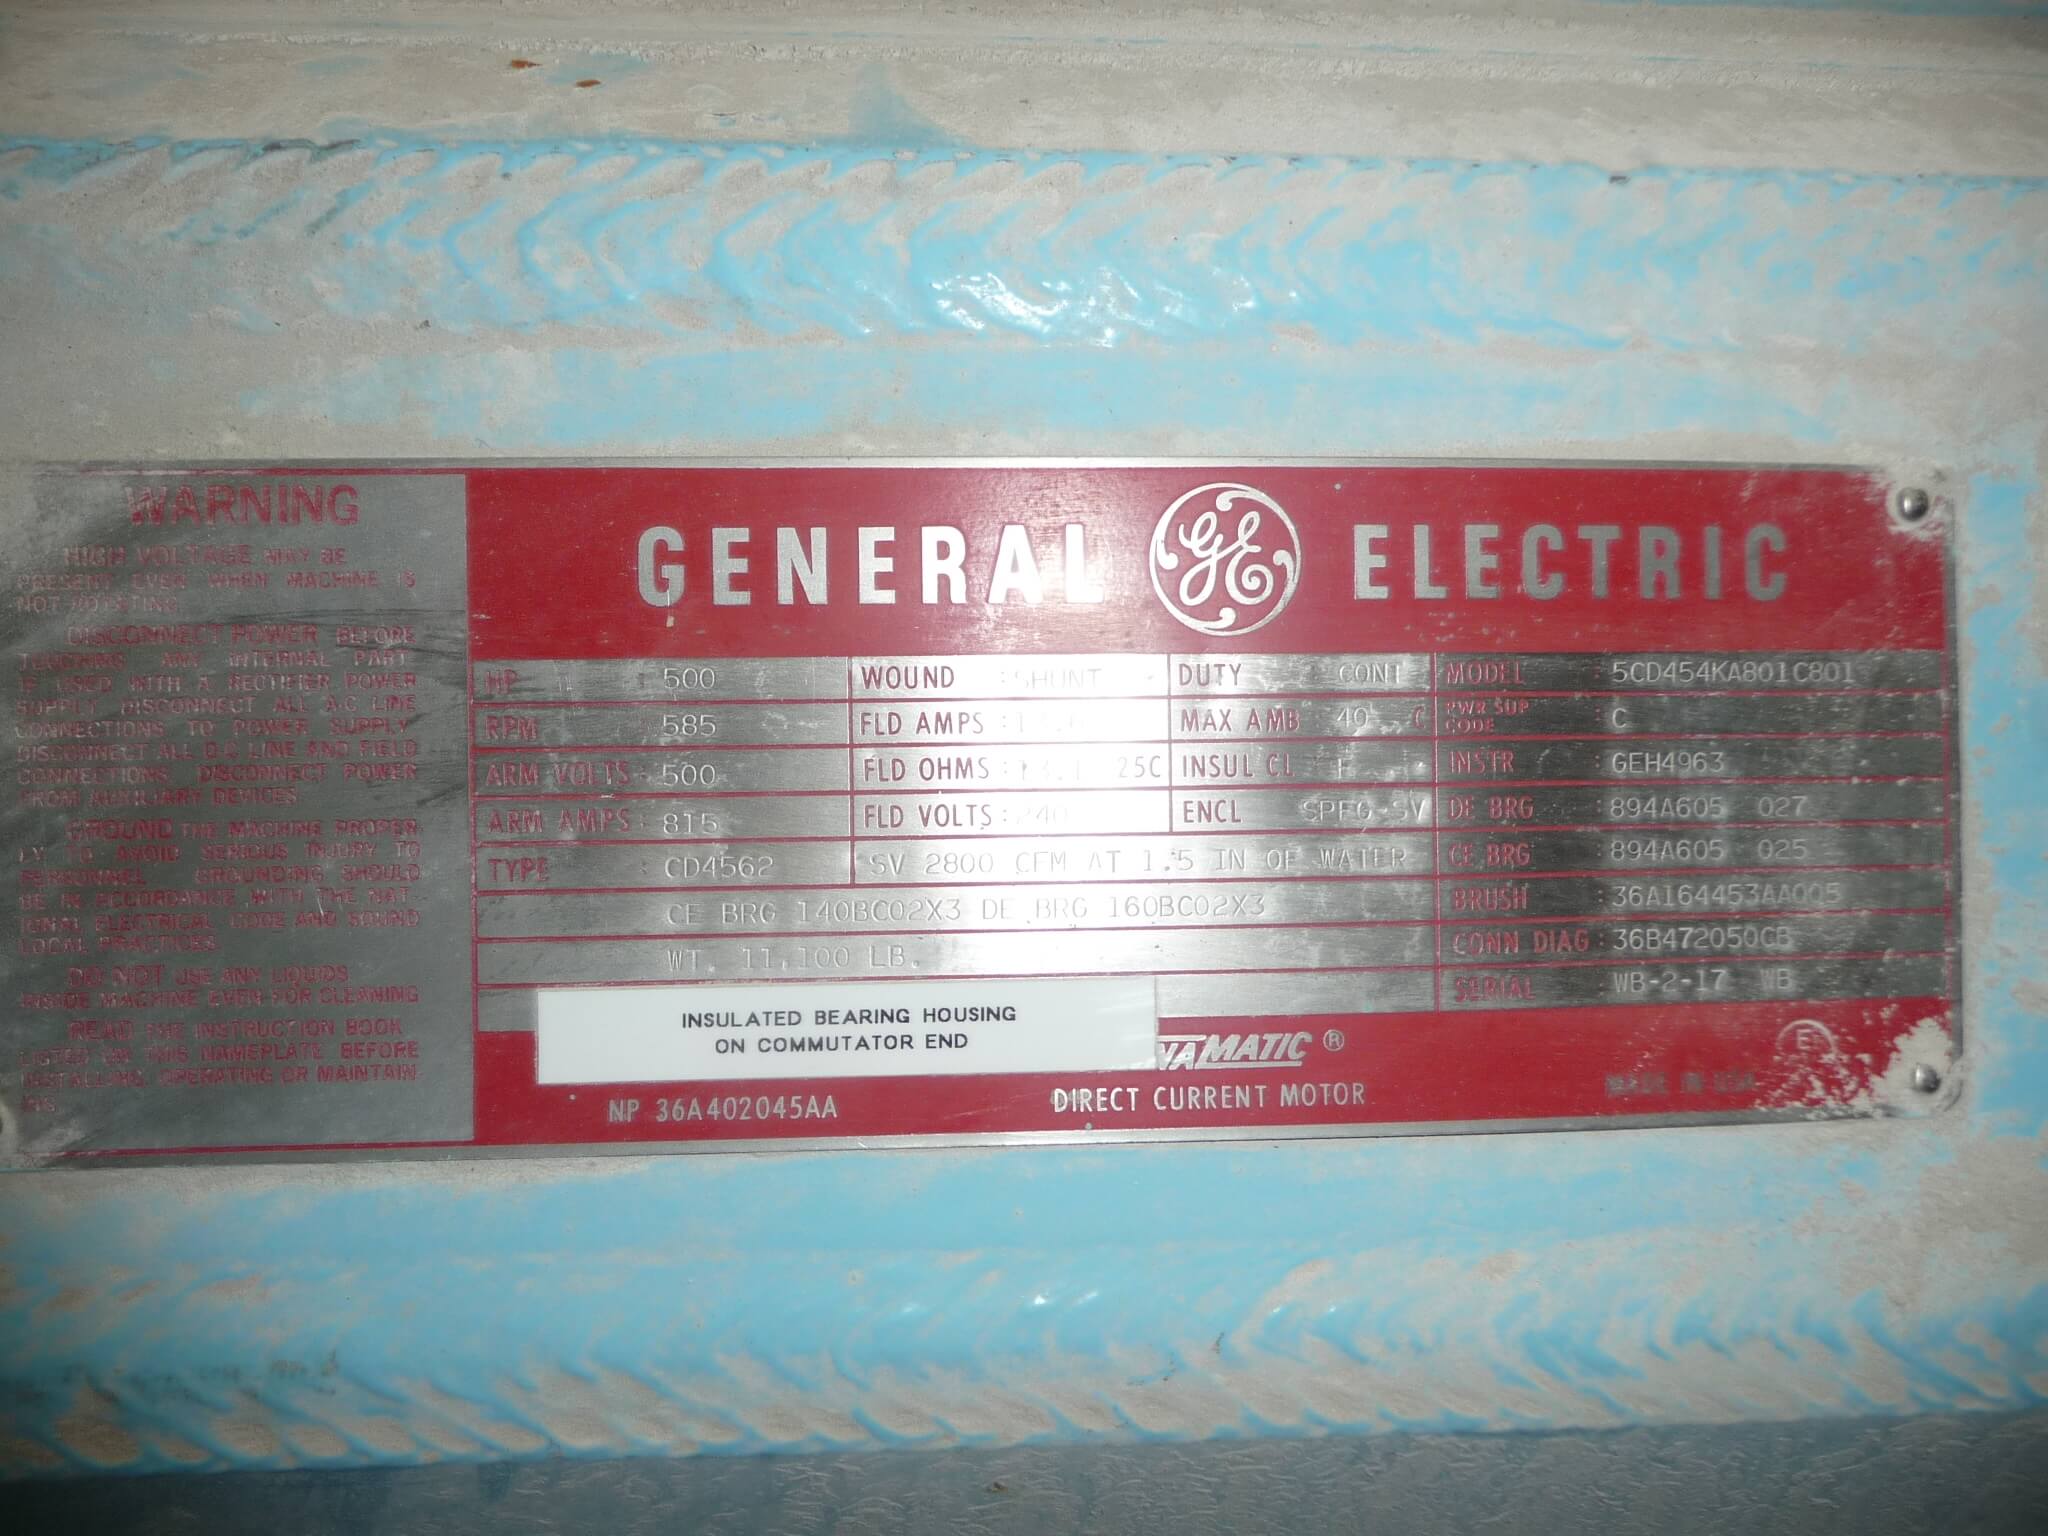 WARNING
HIGH VOLTAGE MAY BE
PRESENT EVEN WHEN MACHINE IS
NOT ROTATING.
DISCONNECT POWER BEFORE
TOUCHING ANY INTERNAL PART
IF USED WITH A RECTIFIER POWER
SUPPLY, DISCONNECT ALL A-C LINE
CONNECTIONS TO POWER SUPPLY
DISCONNECT ALL D-C LINE AND FIELD
CONNECTIONS. DISCONNECT POWER
FROM AUXILIARY DEVICES
GROUND THE MACHINE PROPER-
LY TO AVOID SERIOUS INJURY TO
PERSONNEL. GROUNDING SHOULD
BE IN ACCORDANCE WITH THE NAT-
IONAL ELECTRICAL CODE AND SOUND
LOCAL PRACTICES
DO NOT USE ANY LIQUIDS
INSIDE MACHINE EVEN FOR CLEANING
READ THE INSTRUCTION BOOK
LISTED ON THIS NAMEPLATE BEFORE
INSTALLING, OPERATING OR MAINTAIN-
ING
GENERAL GE ELECTRIC
HP : 500 WOUND : SHUNT DUTY CONT MODEL : 5CD454KA801C801
RPM : 585 FLD AMPS : MAX AMB 40 C PWR SUP CODE : C
ARM VOLTS : 500 FLD OHMS : 25C INSUL CL F INSTR : GEH4963
ARM AMPS : 815 FLD VOLTS : 240 ENCL SPFG-SV DE BRG : 894A605 027
TYPE : CD4562 SV 2800 CFM AT 1.5 IN OF WATER CE BRG : 894A605 025
CE BRG 140BC02X3 DE BRG 160BC02X3 BRUSH : 36A164453AA005
WT. 11,100 LB. CONN DIAG : 36B472050CB
SERIAL : WB-2-17 WB
INSULATED BEARING HOUSING
ON COMMUTATOR END
NAMATIC ®
NP 36A402045AA DIRECT CURRENT MOTOR MADE IN USA